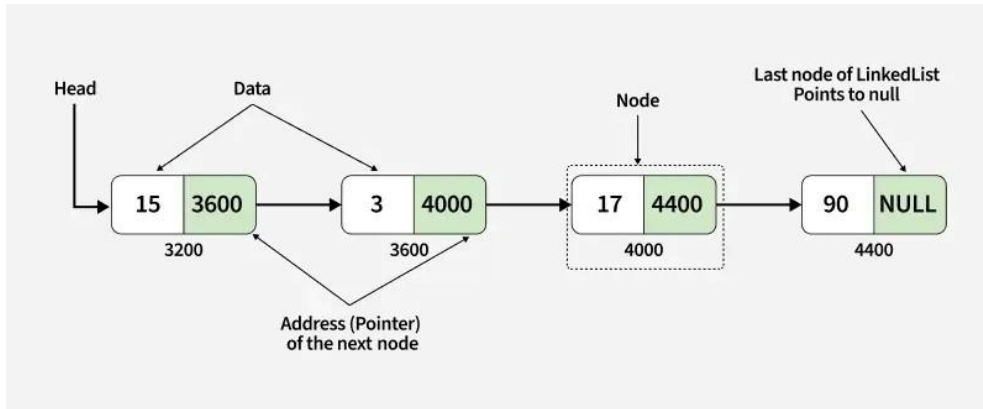 Head
Data
Node
Last node of LinkedList
Points to null
15 3600
3 4000
17 4400
90 NULL
3200
3600
4000
4400
Address (Pointer)
of the next node